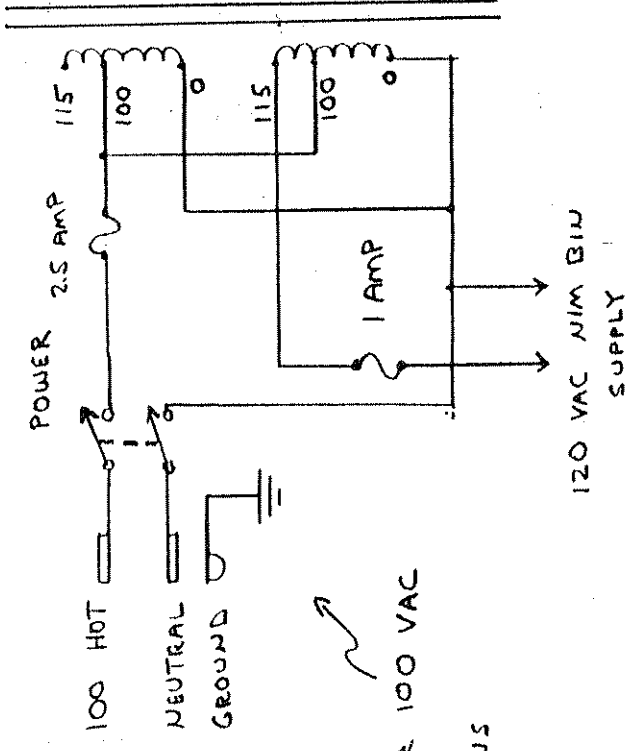 POWER
2.5 AMP
115
100
0
115
100
0
1 AMP
100 HOT
NEUTRAL
GROUND
100 VAC
120 VAC NIM BIN
SUPPLY